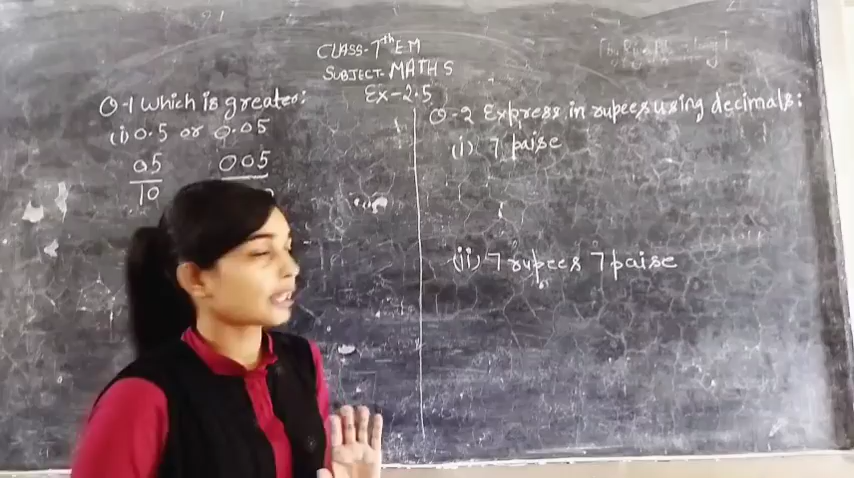 CLASS-7th E.M
SUBJECT-MATHS
Ex-2.5
Q-1 Which is greater:
(i) 0.5 or 0.05
05 005
10
Q-2 Express in rupees using decimals:
(i) 7 paise
(ii) 7 rupees 7 paise